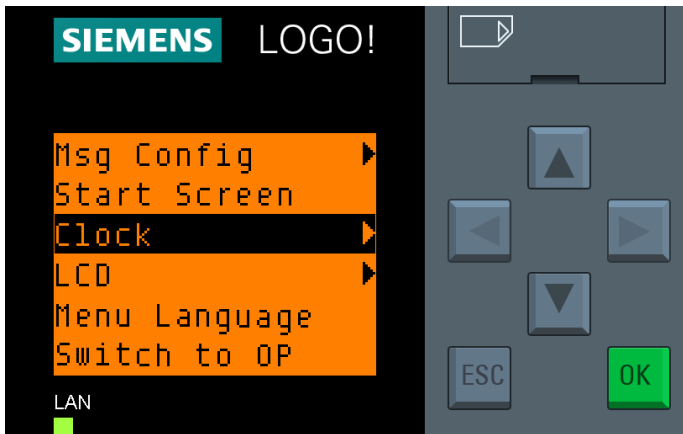 SIEMENS LOGO!
Msg Config
Start Screen
Clock
LCD
Menu Language
Switch to OP
LAN
ESC OK